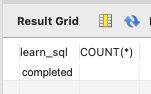 Result Grid
learn_sql COUNT(*)
completed